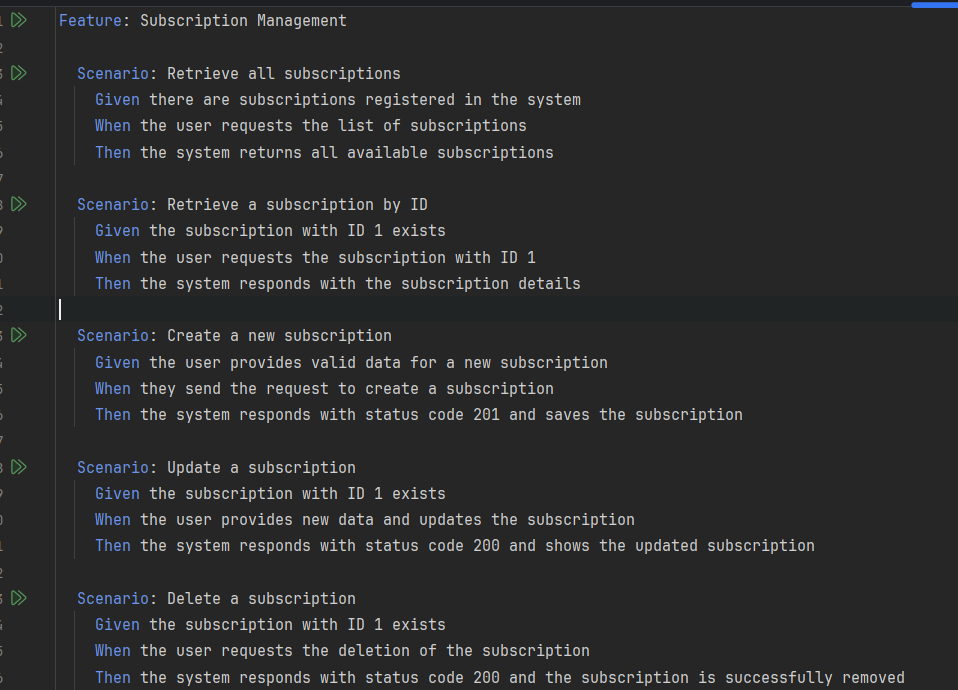 Feature: Subscription Management
Scenario: Retrieve all subscriptions
Given there are subscriptions registered in the system
When the user requests the list of subscriptions
Then the system returns all available subscriptions
Scenario: Retrieve a subscription by ID
Given the subscription with ID 1 exists
When the user requests the subscription with ID 1
Then the system responds with the subscription details
Scenario: Create a new subscription
Given the user provides valid data for a new subscription
When they send the request to create a subscription
Then the system responds with status code 201 and saves the subscription
Scenario: Update a subscription
Given the subscription with ID 1 exists
When the user provides new data and updates the subscription
Then the system responds with status code 200 and shows the updated subscription
Scenario: Delete a subscription
Given the subscription with ID 1 exists
When the user requests the deletion of the subscription
Then the system responds with status code 200 and the subscription is successfully removed